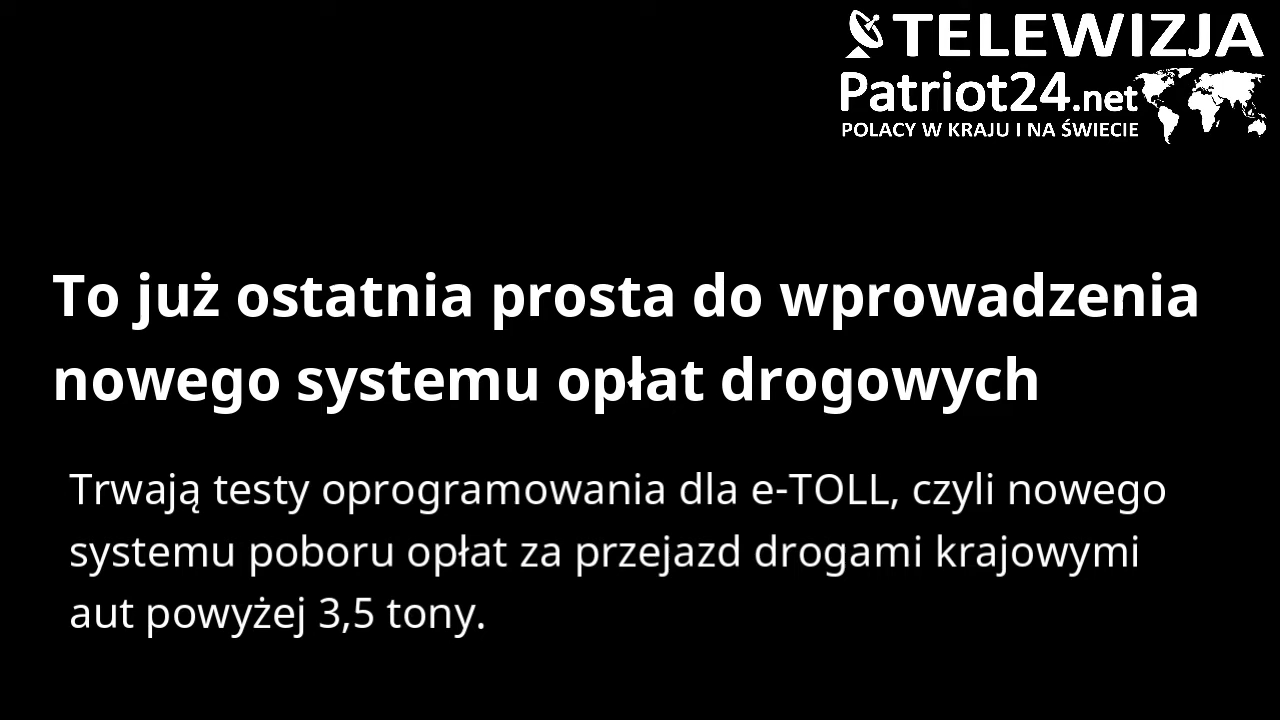 TELEWIZJA
Patriot24.net
POLACY W KRAJU I NA ŚWIECIE
To już ostatnia prosta do wprowadzenia
nowego systemu opłat drogowych
Trwają testy oprogramowania dla e-TOLL, czyli nowego
systemu poboru opłat za przejazd drogami krajowymi
aut powyżej 3,5 tony.